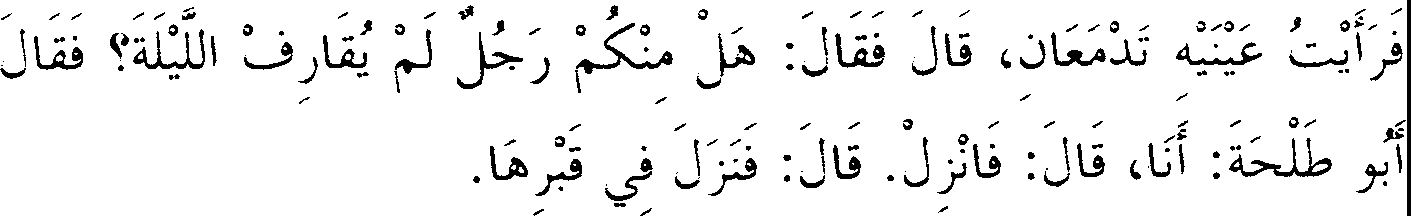 فَرَأَيْتُ عَيْنَيْهِ تَدْمَعَانِ، قَالَ فَقَالَ: هَلْ مِنْكُمْ رَجُلٌ لَمْ يُقَارِفْ اللَّيْلَةَ؟ فَقَالَ
أَبُو طَلْحَةَ: أَنَا، قَالَ: فَانْزِلْ. قَالَ: فَنَزَلَ فِي قَبْرِهَا.